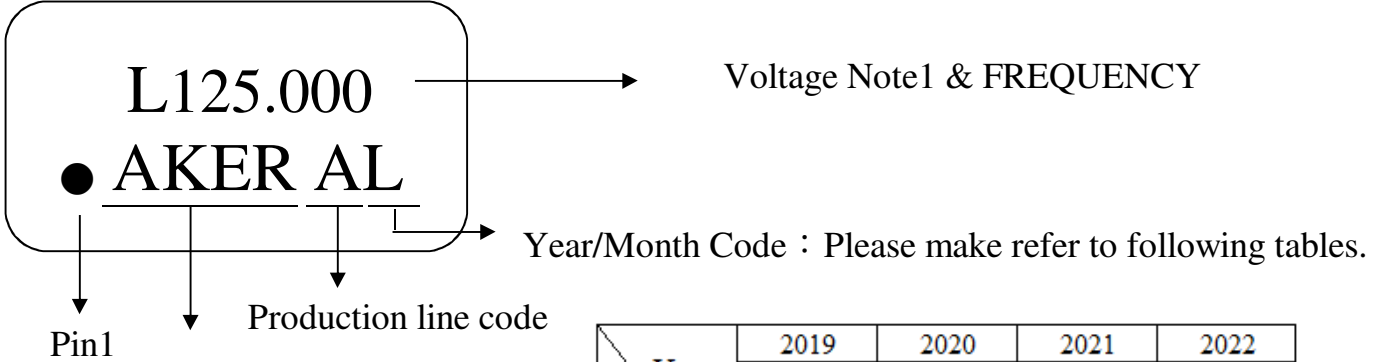 L125.000
Voltage Note1 & FREQUENCY
● AKER AL
Year/Month Code：Please make refer to following tables.
Production line code
Pin1
2019 2020 2021 2022